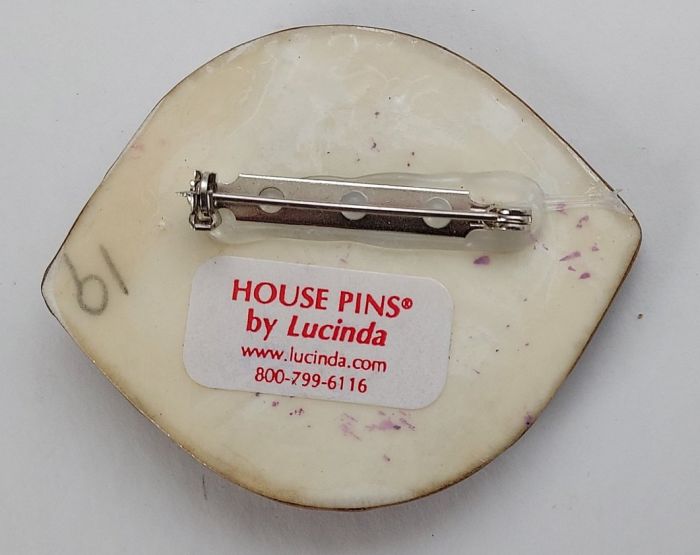 HOUSE PINS®
by Lucinda
www.lucinda.com
800-799-6116
19